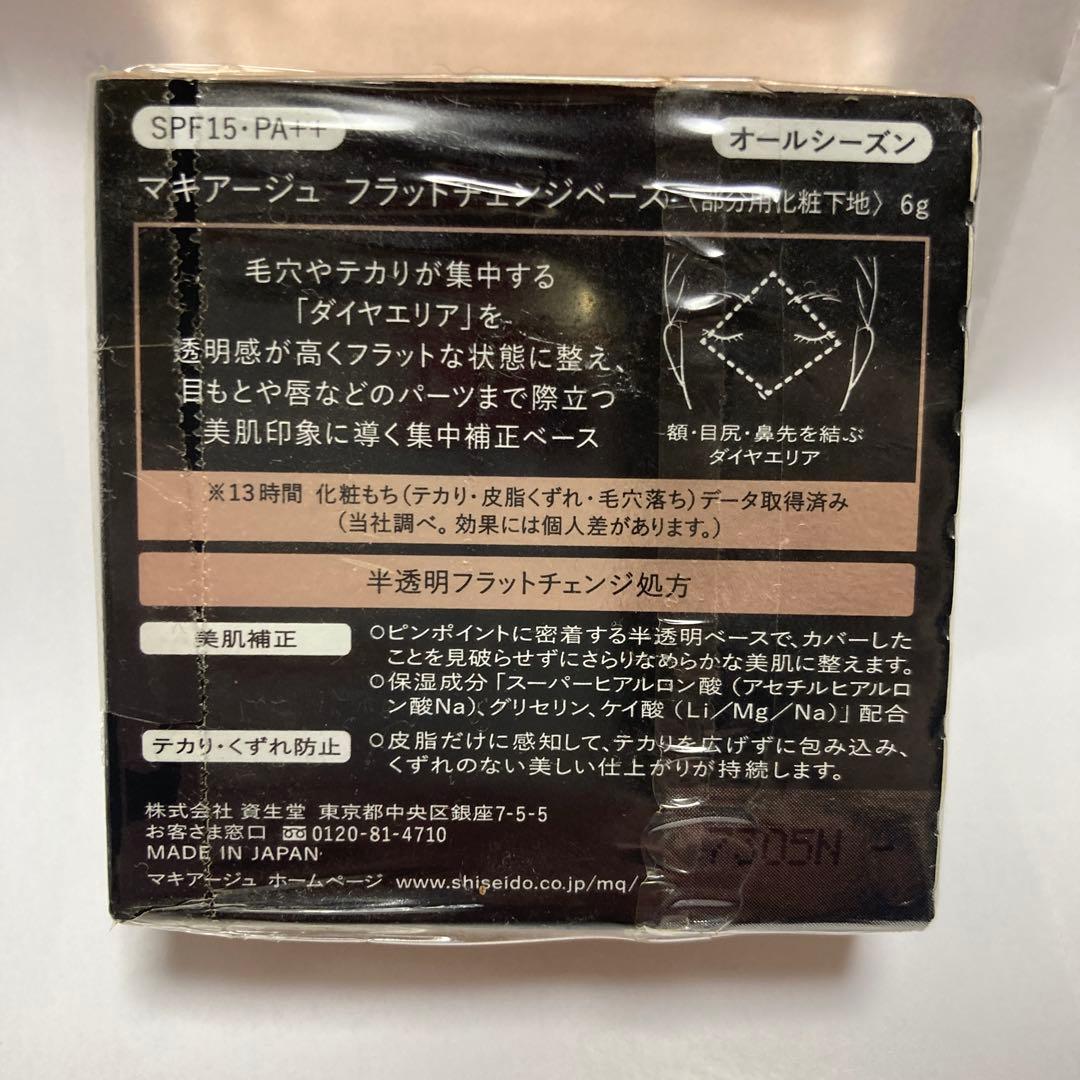 SPF15・PA++
オールシーズン
マキアージュ フラットチェンジベース 〈部分用化粧下地〉 6g
毛穴やテカリが集中する
「ダイヤエリア」を
透明感が高くフラットな状態に整え、
目もとや唇などのパーツまで際立つ
美肌印象に導く集中補正ベース
額・目尻・鼻先を結ぶ
ダイヤエリア
※13時間 化粧もち(テカリ・皮脂くずれ・毛穴落ち)データ取得済み
(当社調べ。効果には個人差があります。)
半透明フラットチェンジ処方
美肌補正
○ピンポイントに密着する半透明ベースで、カバーした
ことを見破らせずにさらりなめらかな美肌に整えます。
○保湿成分「スーパーヒアルロン酸(アセチルヒアルロ
ン酸Na)、グリセリン、ケイ酸(Li/Mg/Na)」配合
テカリ・くずれ防止
○皮脂だけに感知して、テカリを広げずに包み込み、
くずれのない美しい仕上がりが持続します。
株式会社 資生堂 東京都中央区銀座7-5-5
お客さま窓口 0120-81-4710
MADE IN JAPAN
マキアージュ ホームページ www.shiseido.co.jp/mq/
7305N